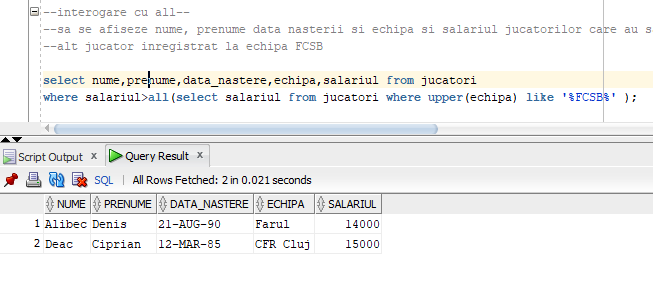 --interogare cu all--
--sa se afiseze nume, prenume data nasterii si echipa si salariul jucatorilor care au s
--alt jucator inregistrat la echipa FCSB
select nume,prenume,data_nastere,echipa,salariul from jucatori
where salariul>all(select salariul from jucatori where upper(echipa) like '%FCSB%' );
Script Output x Query Result x
SQL | All Rows Fetched: 2 in 0.021 seconds
NUME PRENUME DATA_NASTERE ECHIPA SALARIUL
1 Alibec Denis 21-AUG-90 Farul 14000
2 Deac Ciprian 12-MAR-85 CFR Cluj 15000